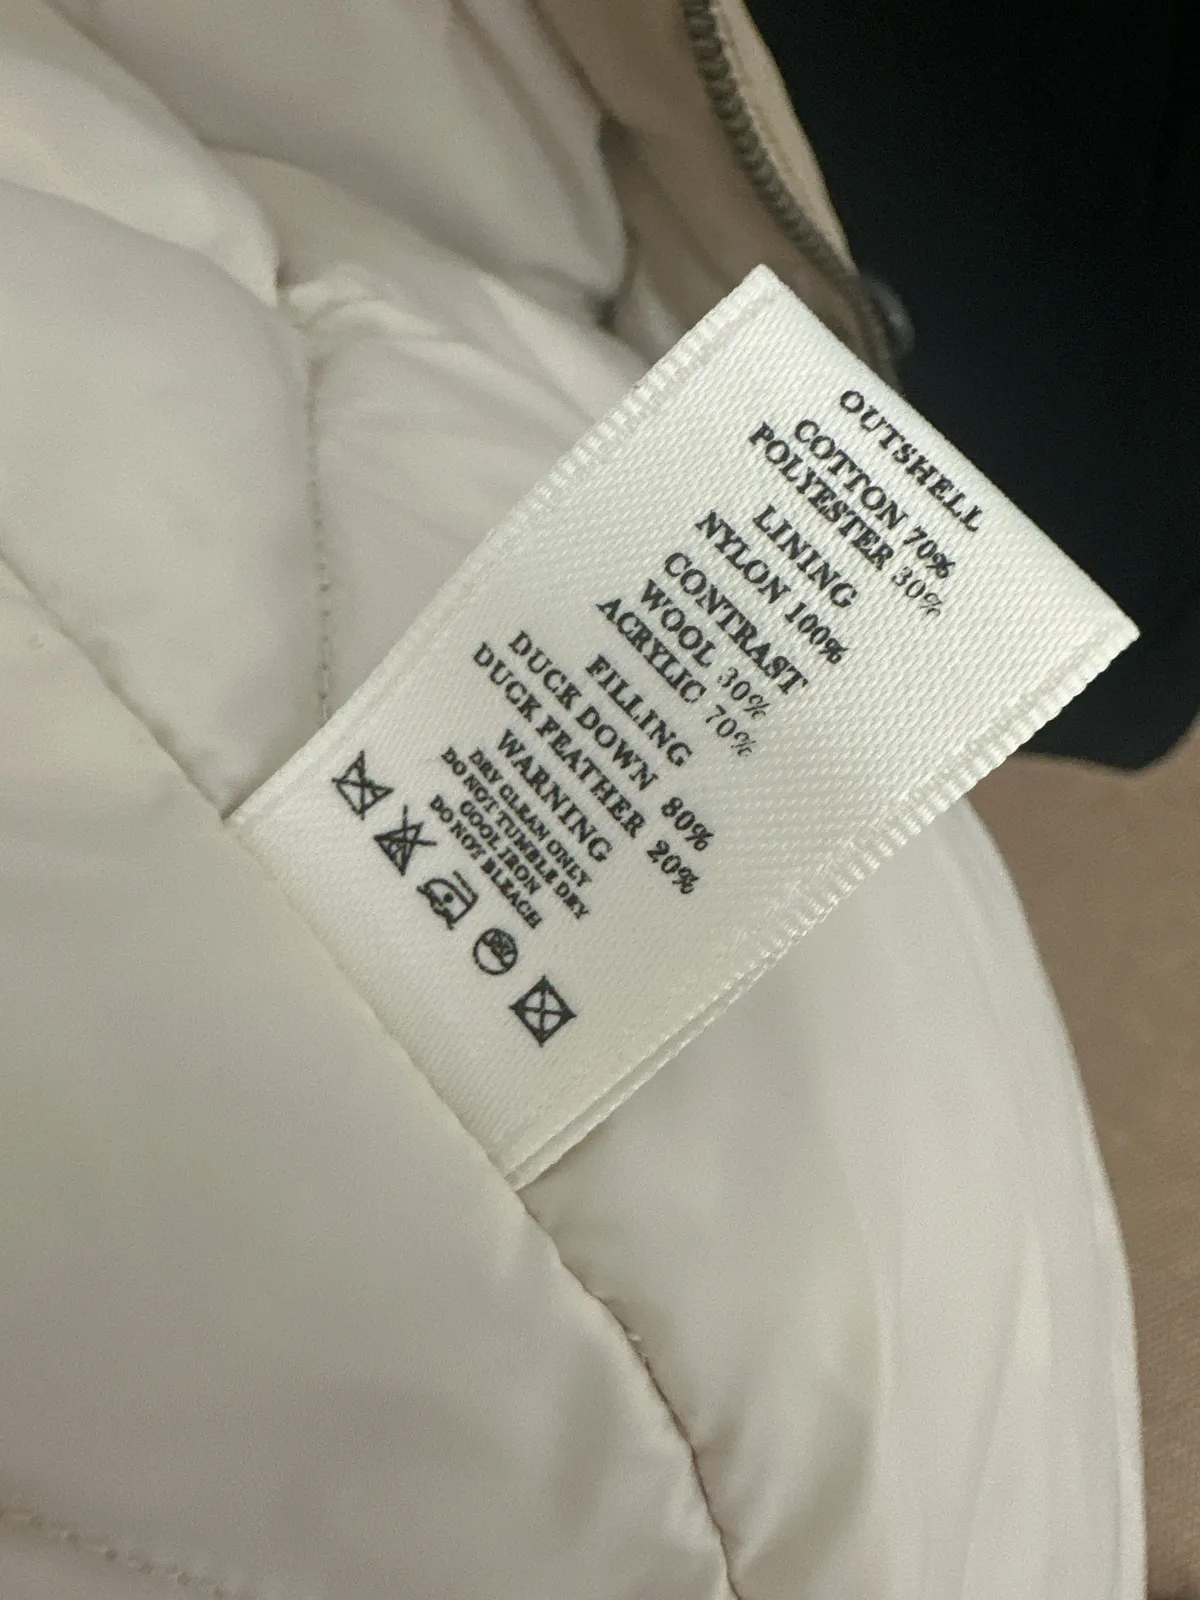 OUTSHELL
COTTON 70%
POLYESTER 30%
LINING
NYLON 100%
CONTRAST
WOOL 30%
ACRYLIC 70%
FILLING
DUCK DOWN 80%
DUCK FEATHER 20%
WARNING
DRY CLEAN ONLY
DO NOT TUMBLE DRY
COOL IRON
DO NOT BLEACH